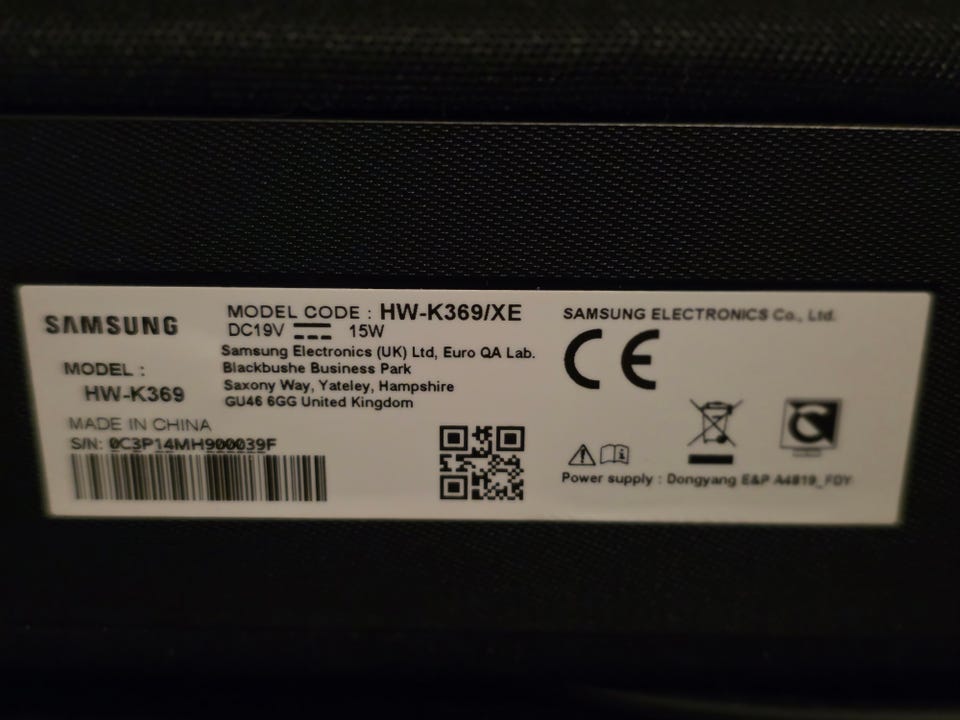 SAMSUNG
MODEL :
HW-K369
MADE IN CHINA
S/N: 0C3P14MH900039F
MODEL CODE : HW-K369/XE
DC19V 15W
Samsung Electronics (UK) Ltd, Euro QA Lab.
Blackbushe Business Park
Saxony Way, Yateley, Hampshire
GU46 6GG United Kingdom
SAMSUNG ELECTRONICS Co., Ltd.
CE
Power supply : Dongyang E&P A4819_FDY